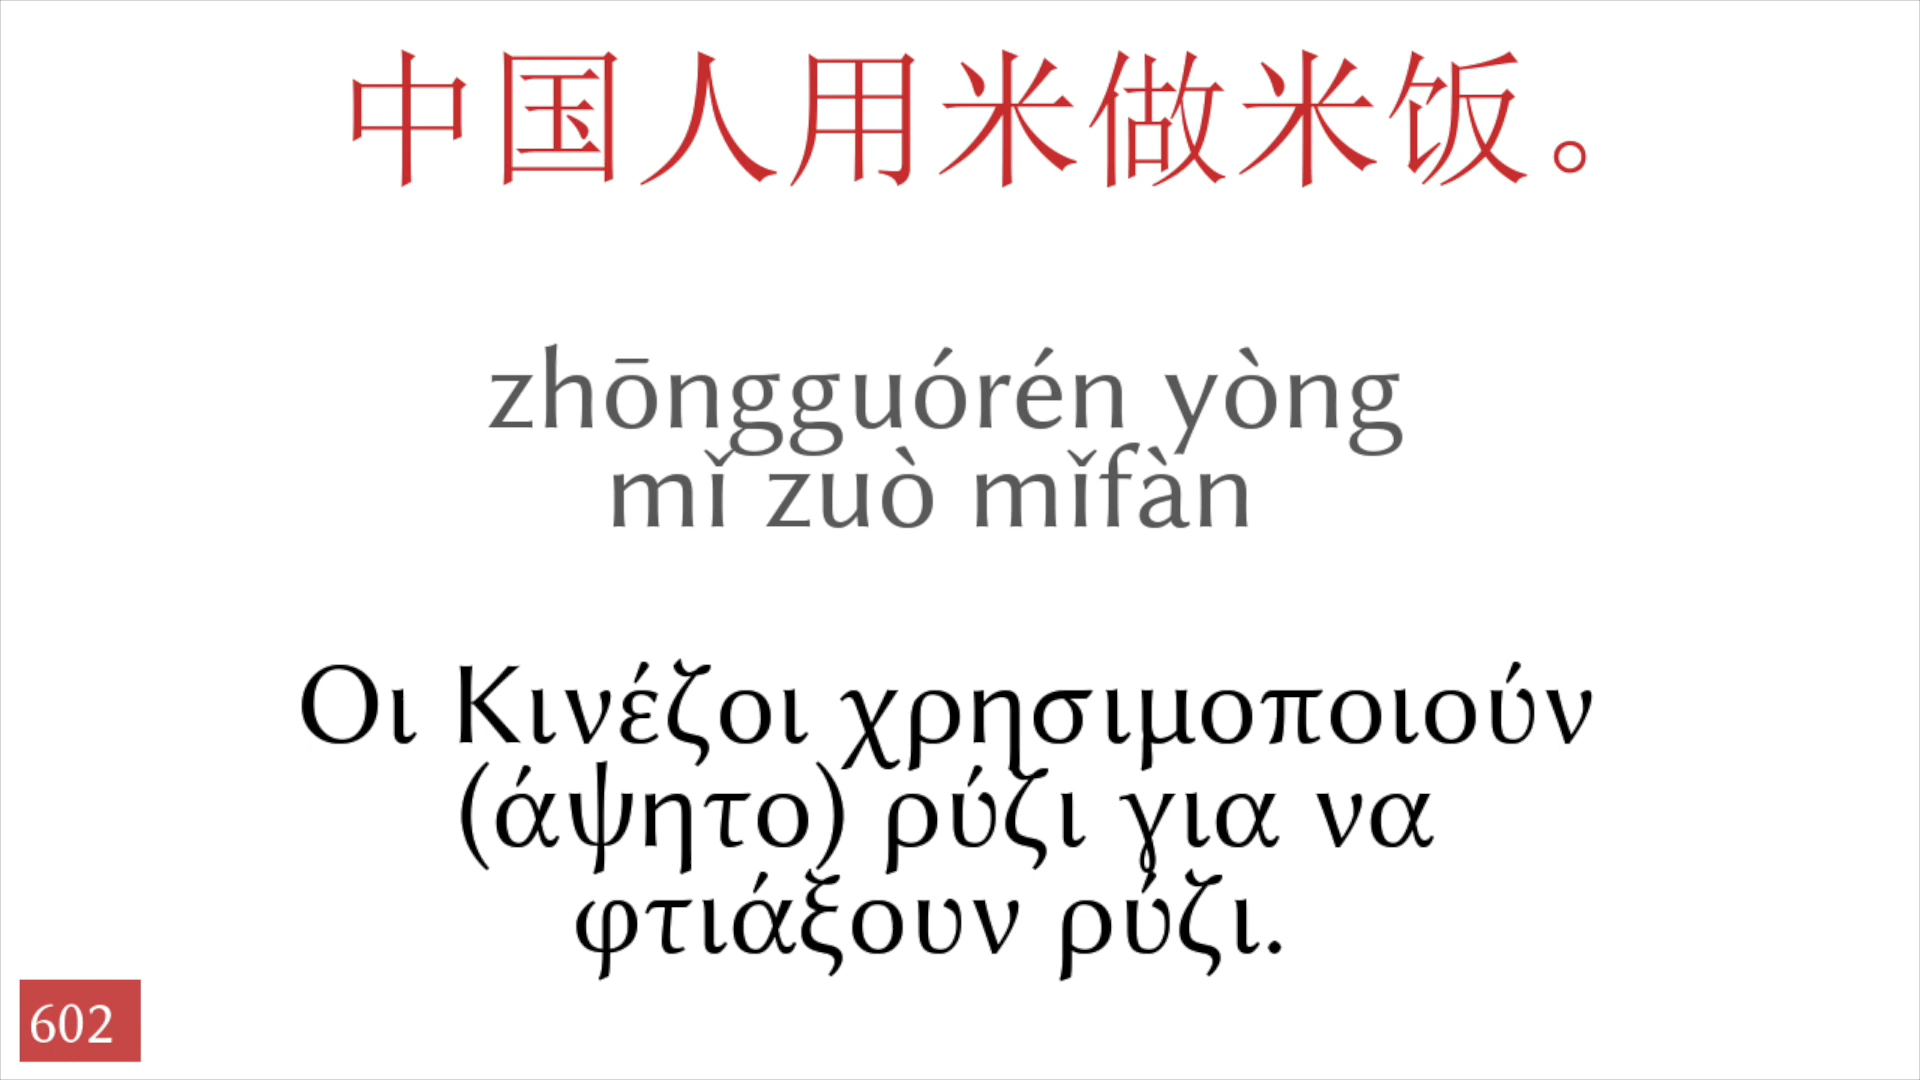 中国人用米做米饭。
zhōngguórén yòng
mǐ zuò mǐfàn
Οι Κινέζοι χρησιμοποιούν
(άψητο) ρύζι για να
φτιάξουν ρύζι.
602